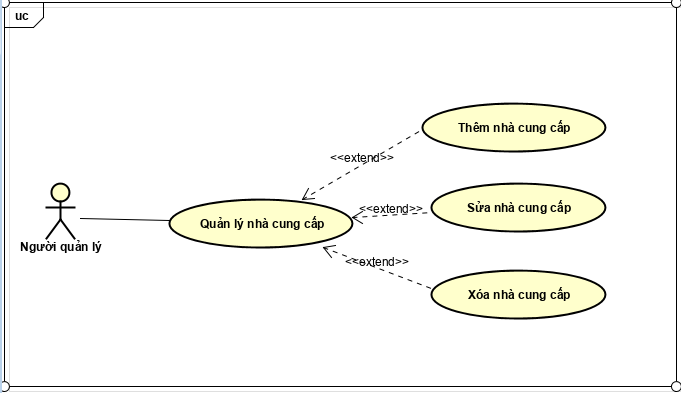 uc
Thêm nhà cung cấp
<<extend>>
Sửa nhà cung cấp
<<extend>>
Quản lý nhà cung cấp
Người quản lý
<<extend>>
Xóa nhà cung cấp